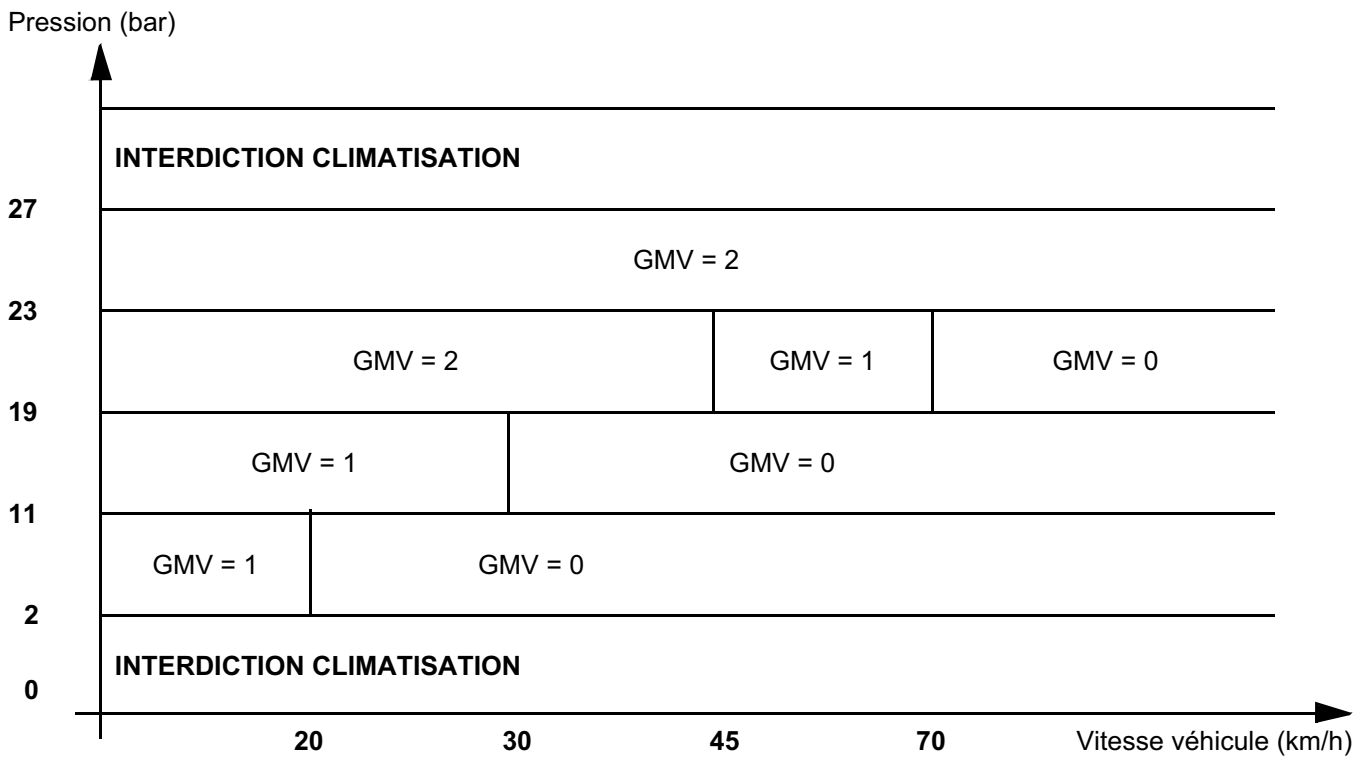 Pression (bar)
INTERDICTION CLIMATISATION
27
GMV = 2
23
GMV = 2 GMV = 1 GMV = 0
19
GMV = 1 GMV = 0
11
GMV = 1 GMV = 0
2
INTERDICTION CLIMATISATION
0
20 30 45 70 Vitesse véhicule (km/h)